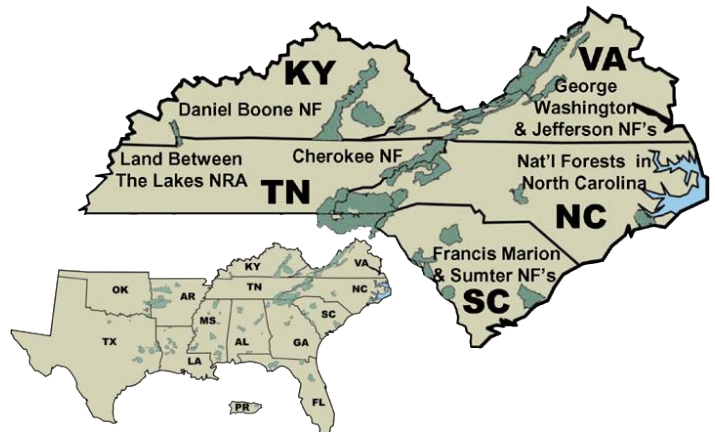 KY
VA
Daniel Boone NF
George
Washington
& Jefferson NF's
Land Between
The Lakes NRA
Cherokee NF
Nat'l Forests in
North Carolina
TN
NC
Francis Marion
& Sumter NF's
SC
KY
VA
OK
AR
TN
NC
MS
SC
TX
AL
GA
LA
FL
PR